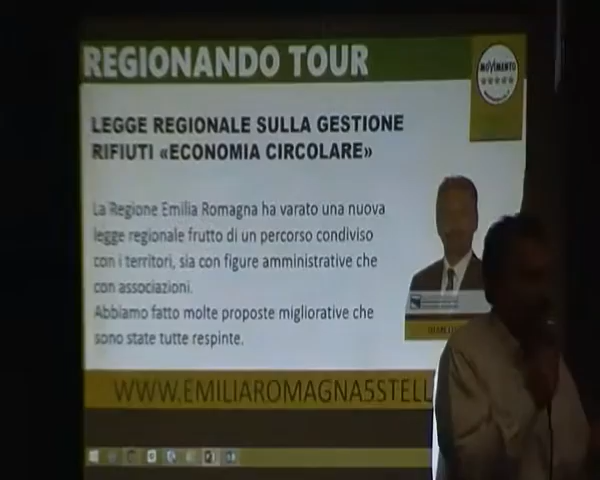 REGIONANDO TOUR
MOVIMENTO
LEGGE REGIONALE SULLA GESTIONE
RIFIUTI «ECONOMIA CIRCOLARE»
La Regione Emilia Romagna ha varato una nuova
legge regionale frutto di un percorso condiviso
con i territori, sia con figure amministrative che
con associazioni.
Abbiamo fatto molte proposte migliorative che
sono state tutte respinte.
WWW.EMILIAROMAGNA5STELL